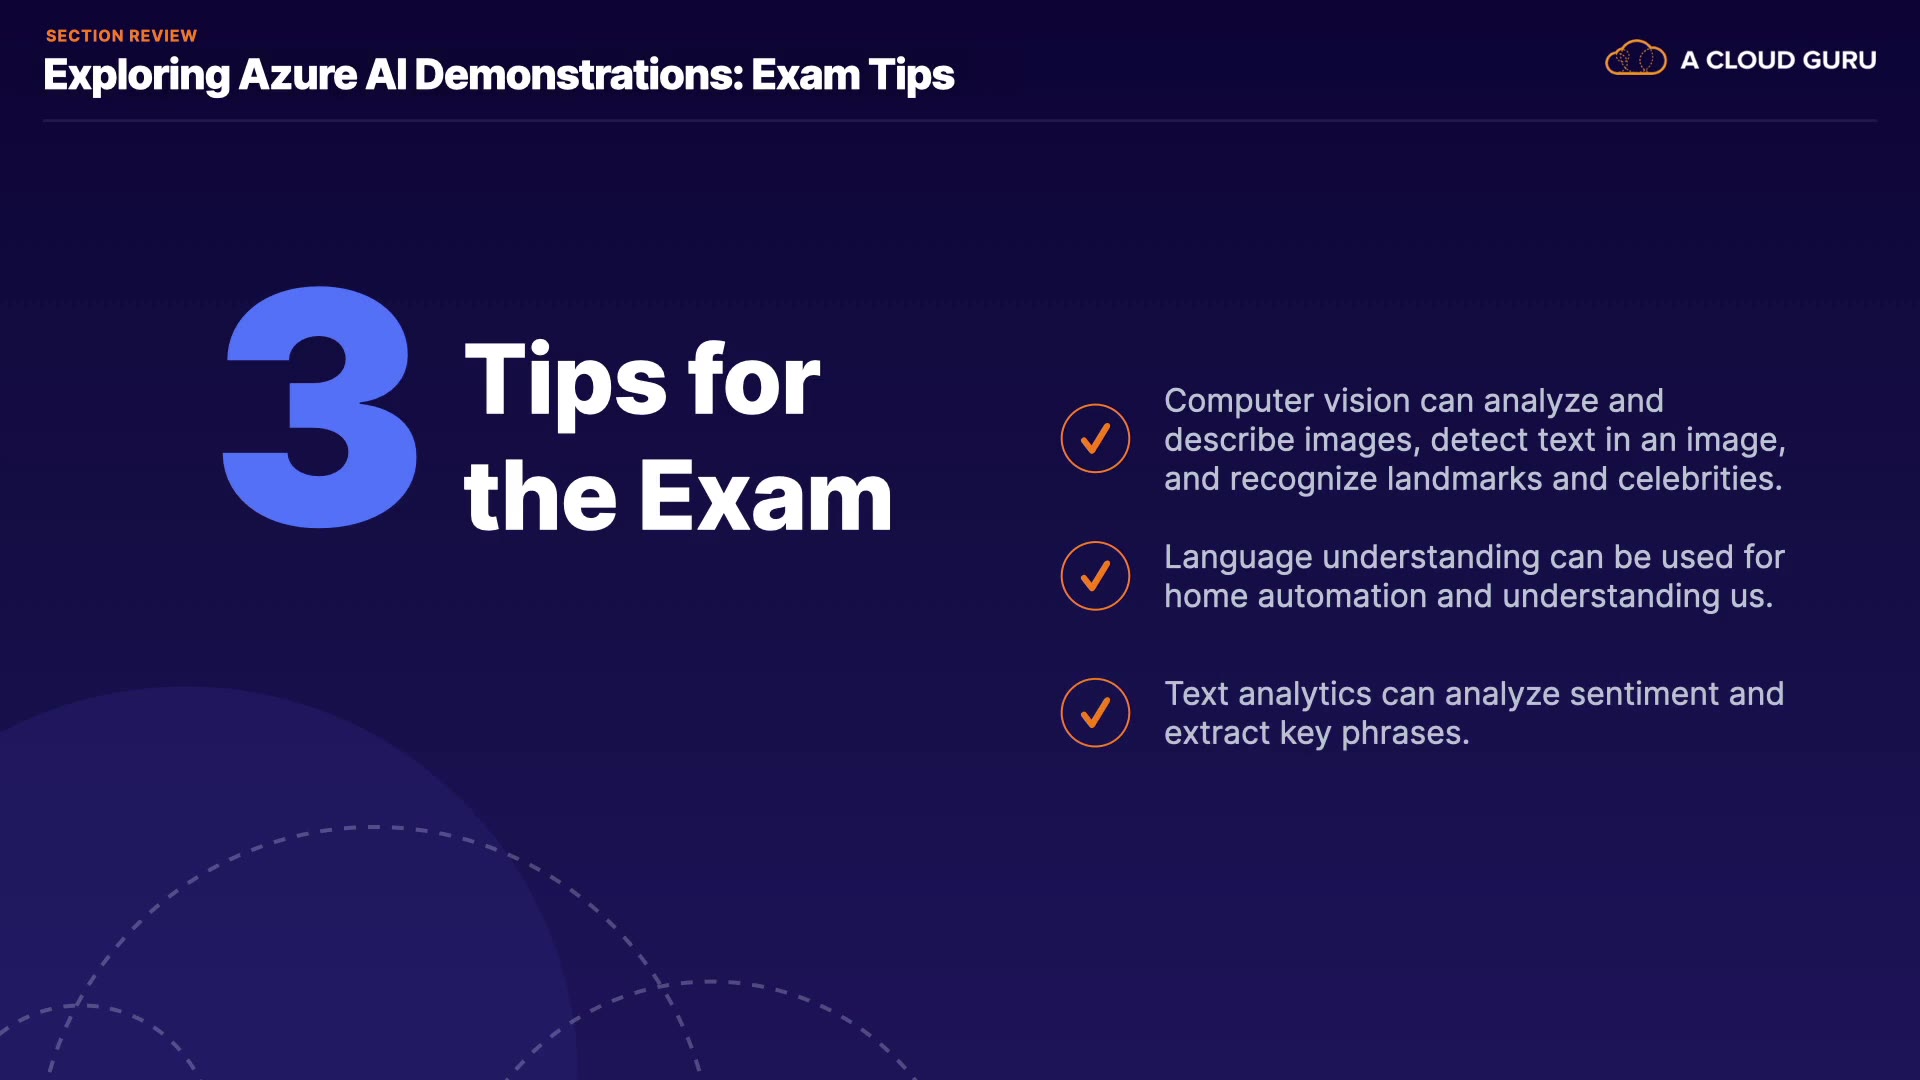 SECTION REVIEW
Exploring Azure AI Demonstrations: Exam Tips
A CLOUD GURU
3
Tips for
the Exam
Computer vision can analyze and
describe images, detect text in an image,
and recognize landmarks and celebrities.
Language understanding can be used for
home automation and understanding us.
Text analytics can analyze sentiment and
extract key phrases.